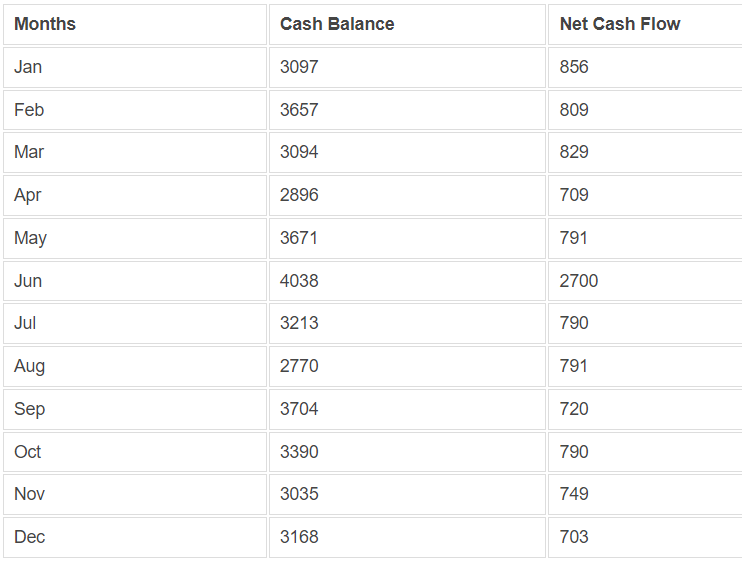 Months Cash Balance Net Cash Flow
Jan 3097 856
Feb 3657 809
Mar 3094 829
Apr 2896 709
May 3671 791
Jun 4038 2700
Jul 3213 790
Aug 2770 791
Sep 3704 720
Oct 3390 790
Nov 3035 749
Dec 3168 703